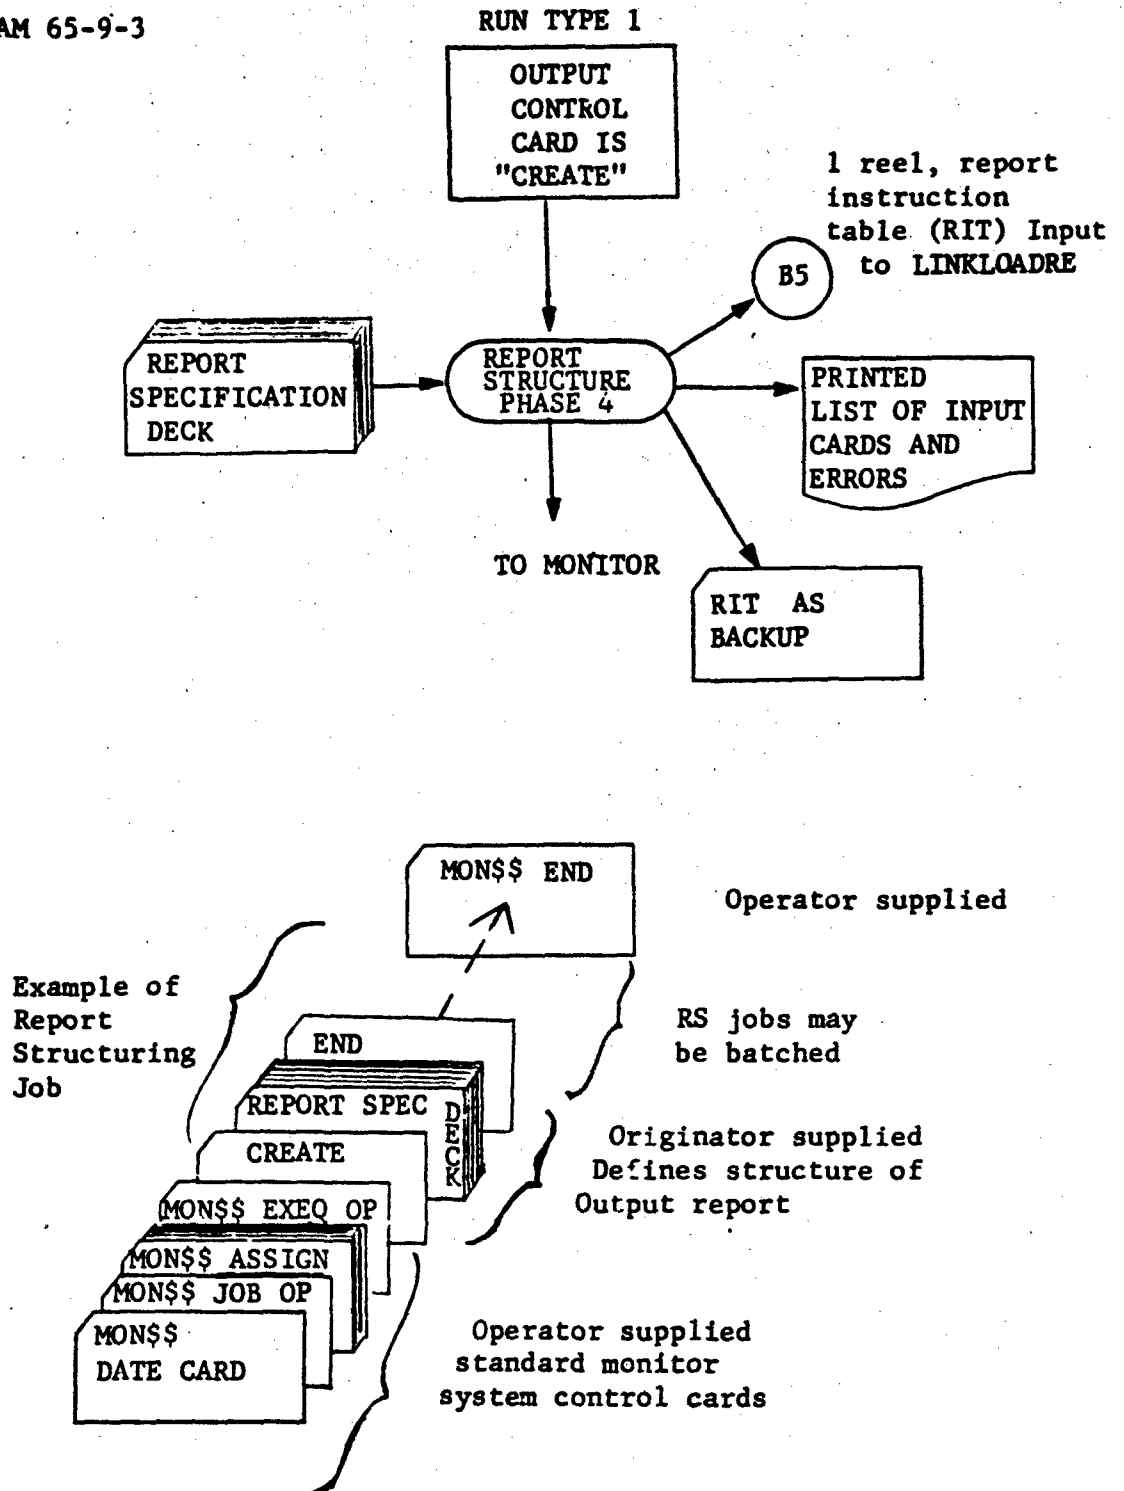 AM 65-9-3
RUN TYPE 1
OUTPUT
CONTROL
CARD IS
"CREATE"
1 reel, report
instruction
table (RIT) Input
to LINKLOADRE
B5
REPORT
SPECIFICATION
DECK
REPORT
STRUCTURE
PHASE 4
PRINTED
LIST OF INPUT
CARDS AND
ERRORS
TO MONITOR
RIT AS
BACKUP
MON$$ END
Operator supplied
Example of
Report
Structuring
Job
RS jobs may
be batched
END
REPORT SPEC
DECK
CREATE
Originator supplied
Defines structure of
Output report
MON$$ EXEQ OP
MON$$ ASSIGN
MON$$ JOB OP
MON$$
DATE CARD
Operator supplied
standard monitor
system control cards